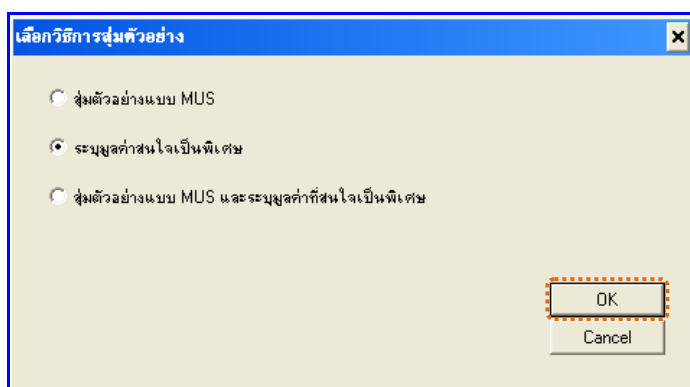 เลือกวิธีการสุ่มตัวอย่าง
สุ่มตัวอย่างแบบ MUS
ระบุมูลค่าสนใจเป็นพิเศษ
สุ่มตัวอย่างแบบ MUS และระบุมูลค่าที่สนใจเป็นพิเศษ
OK
Cancel